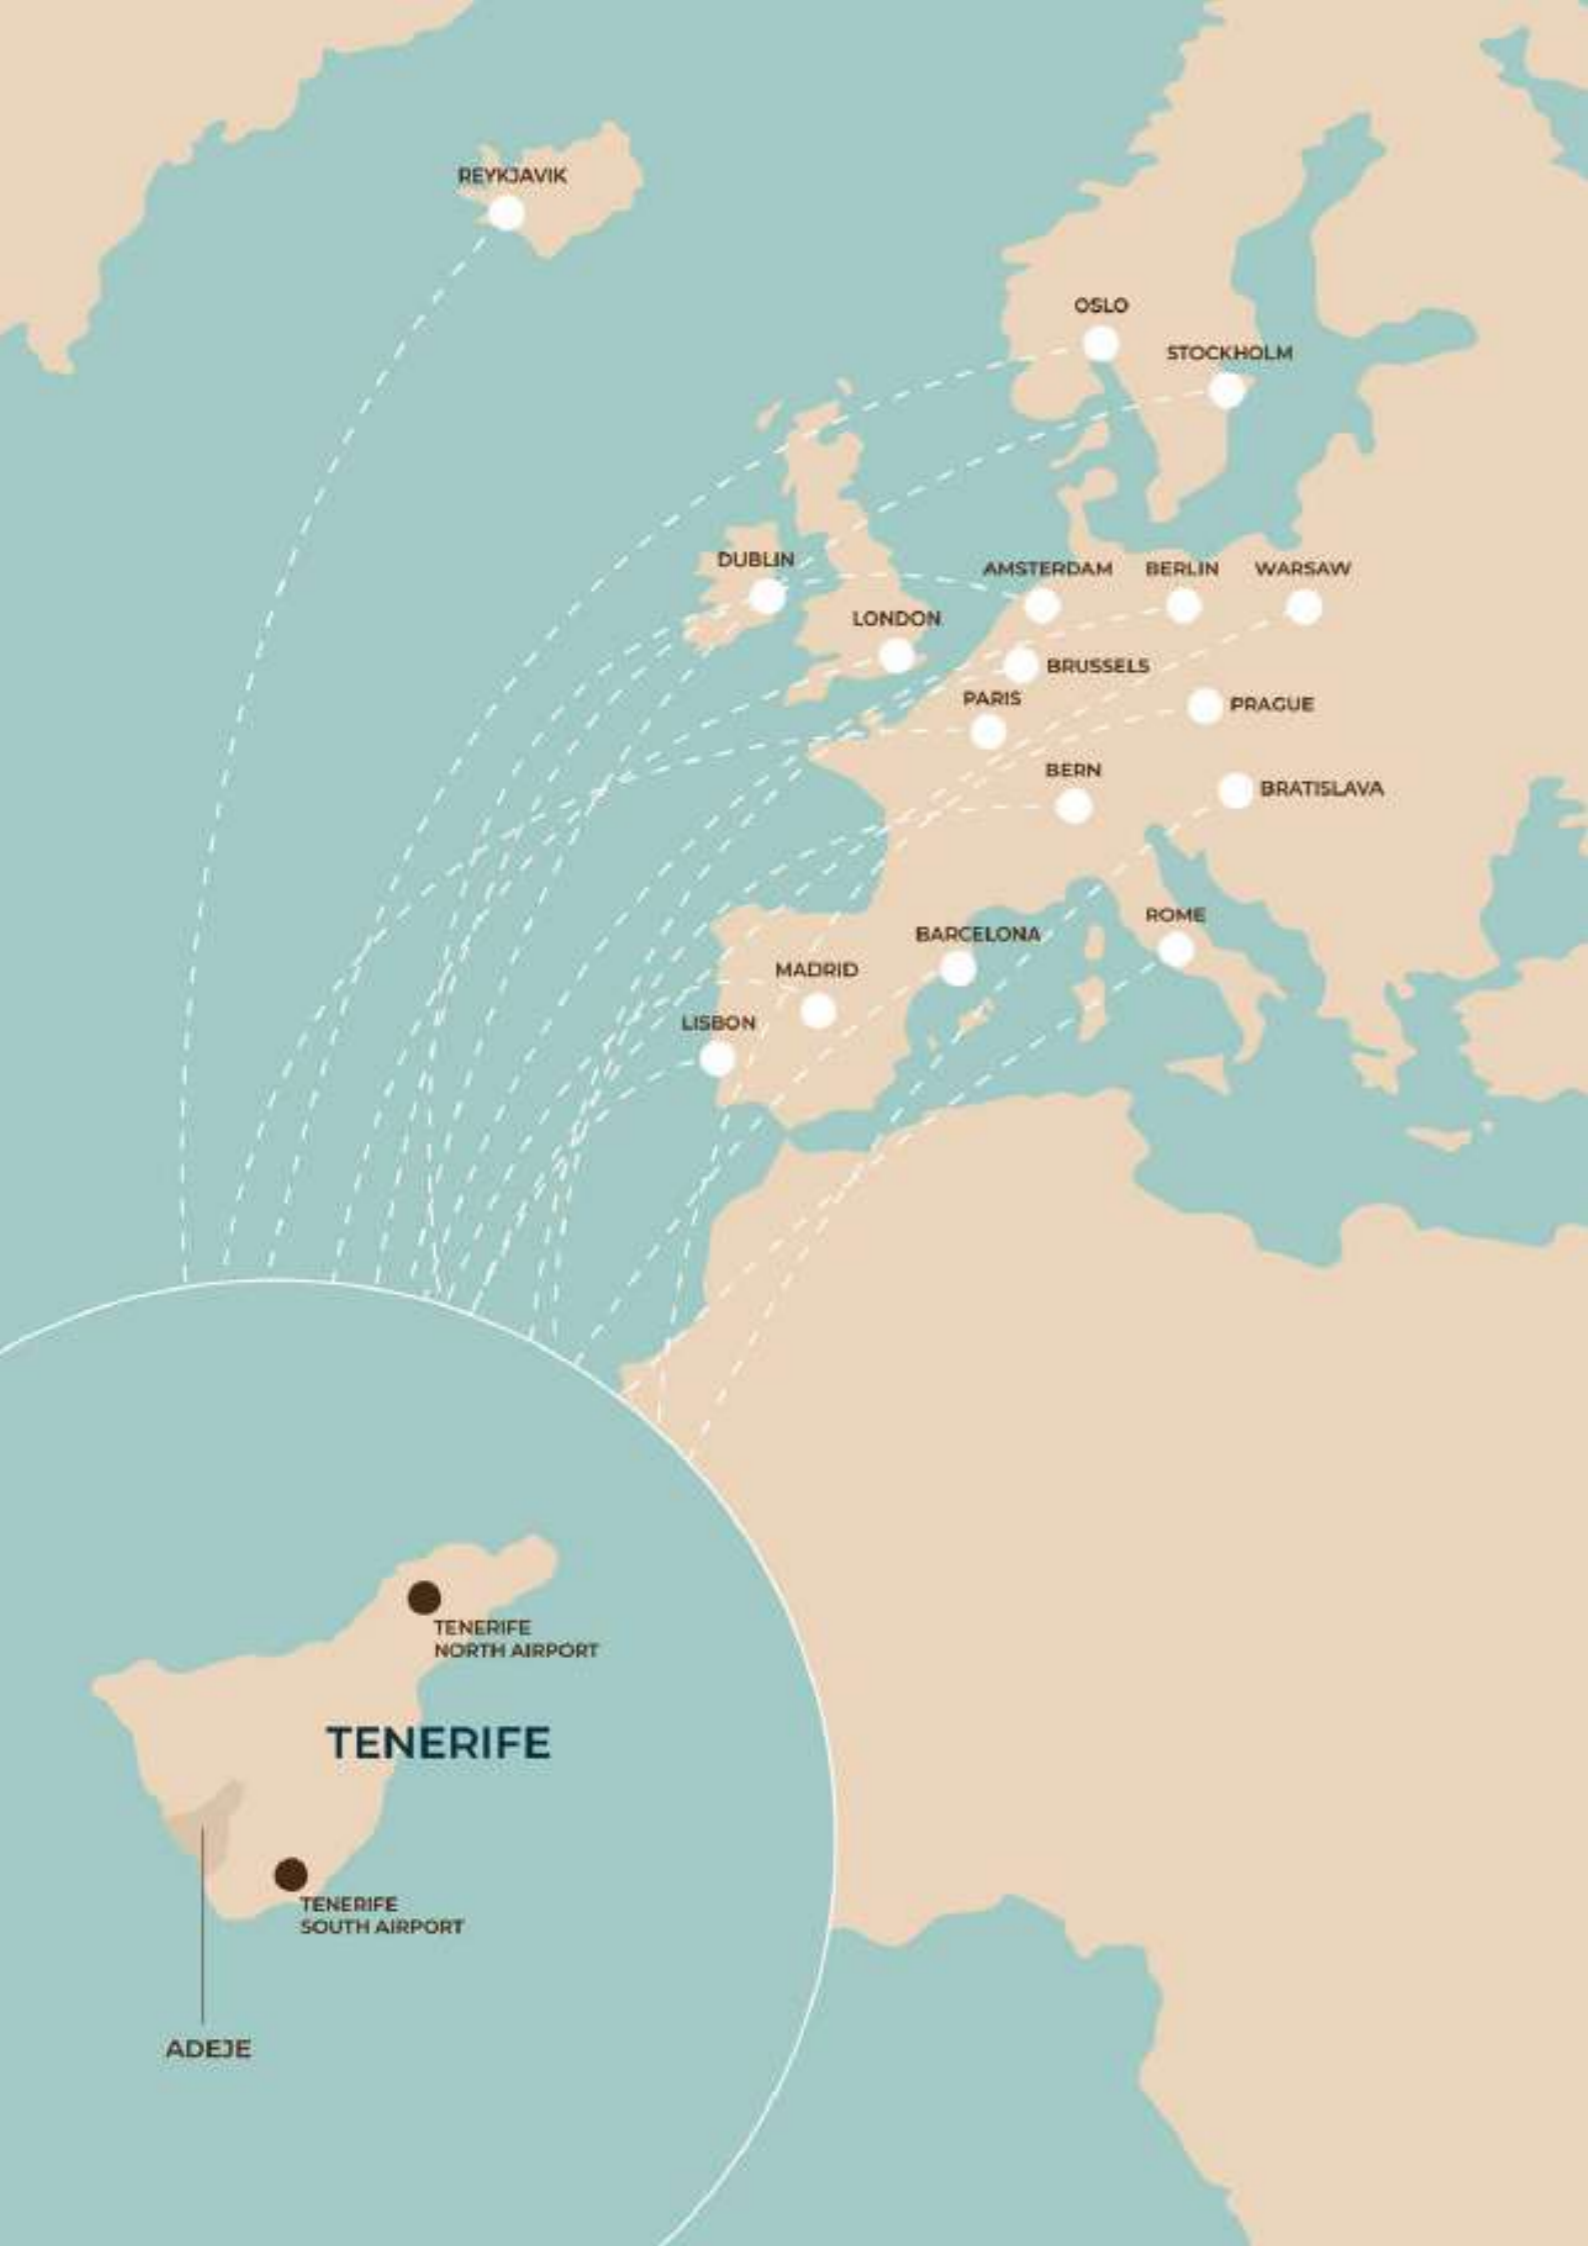 REYKJAVIK
OSLO
STOCKHOLM
DUBLIN
AMSTERDAM
BERLIN
WARSAW
LONDON
BRUSSELS
PARIS
PRAGUE
BERN
BRATISLAVA
ROME
BARCELONA
MADRID
LISBON
TENERIFE
NORTH AIRPORT
TENERIFE
TENERIFE
SOUTH AIRPORT
ADEJE